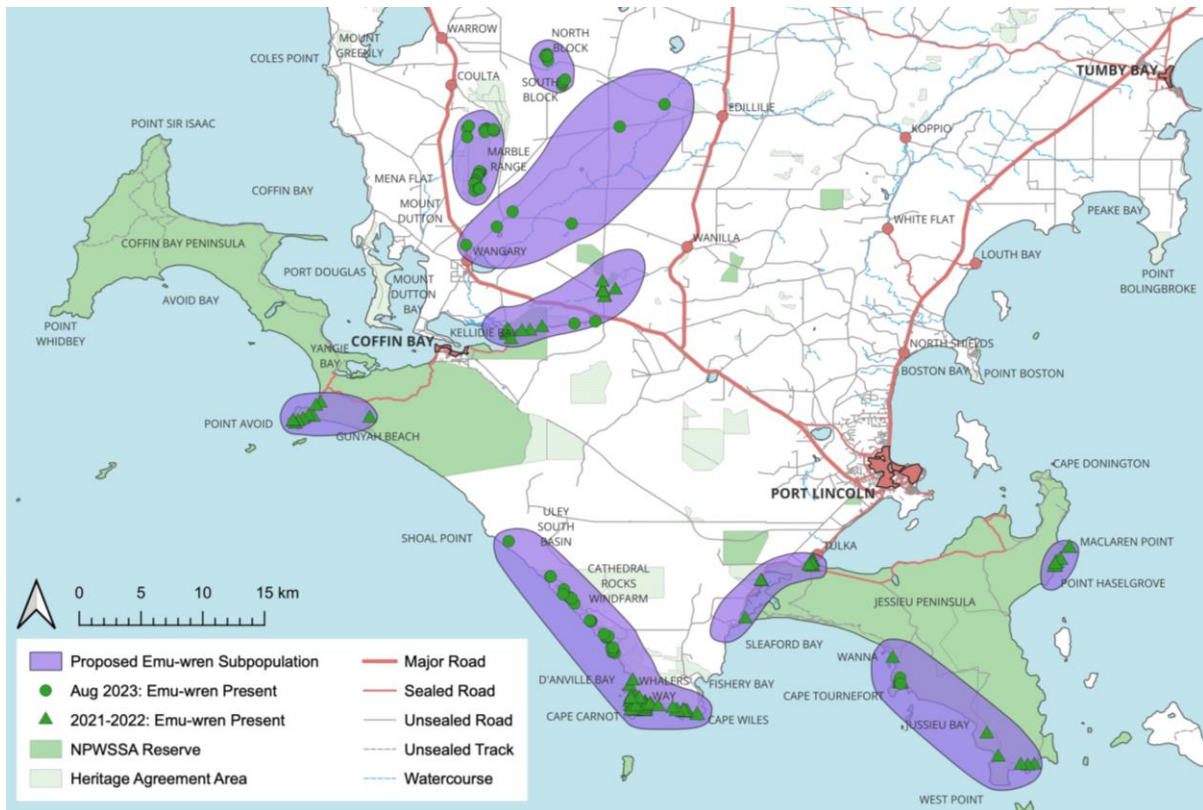 WARROW
MOUNT
GREENLY
COLES POINT
COULTA
NORTH
BLOCK
SOUTH
BLOCK
TUMBY BAY
EDILLILIE
KOPPIO
POINT SIR ISAAC
MARBLE
RANGE
MENA FLAT
COFFIN BAY
MOUNT
DUTTON
COFFIN BAY PENINSULA
WANGARY
WANILLA
WHITE FLAT
PEAKE BAY
LOUTH BAY
PORT DOUGLAS
MOUNT
DUTTON
BAY
POINT
BOLINGBROKE
AVOID BAY
POINT
WHIDBEY
KELLIDIE BAY
COFFIN BAY
YANGIE
BAY
NORTH SHIELDS
BOSTON BAY
POINT BOSTON
POINT AVOID
GUNYAH BEACH
CAPE DONINGTON
PORT LINCOLN
ULEY
SOUTH
BASIN
SHOAL POINT
TULKA
MACLAREN POINT
CATHEDRAL
ROCKS
WINDFARM
POINT HASELGROVE
JESSIEU PENINSULA
SLEAFORD BAY
WANNA
D'ANVILLE BAY
WHALERS
WAY
FISHERY BAY
CAPE TOURNEFORT
CAPE CARNOT
CAPE WILES
JUSSIEU BAY
WEST POINT
0 5 10 15 km
Proposed Emu-wren Subpopulation
Aug 2023: Emu-wren Present
2021-2022: Emu-wren Present
NPWSSA Reserve
Heritage Agreement Area
Major Road
Sealed Road
Unsealed Road
Unsealed Track
Watercourse